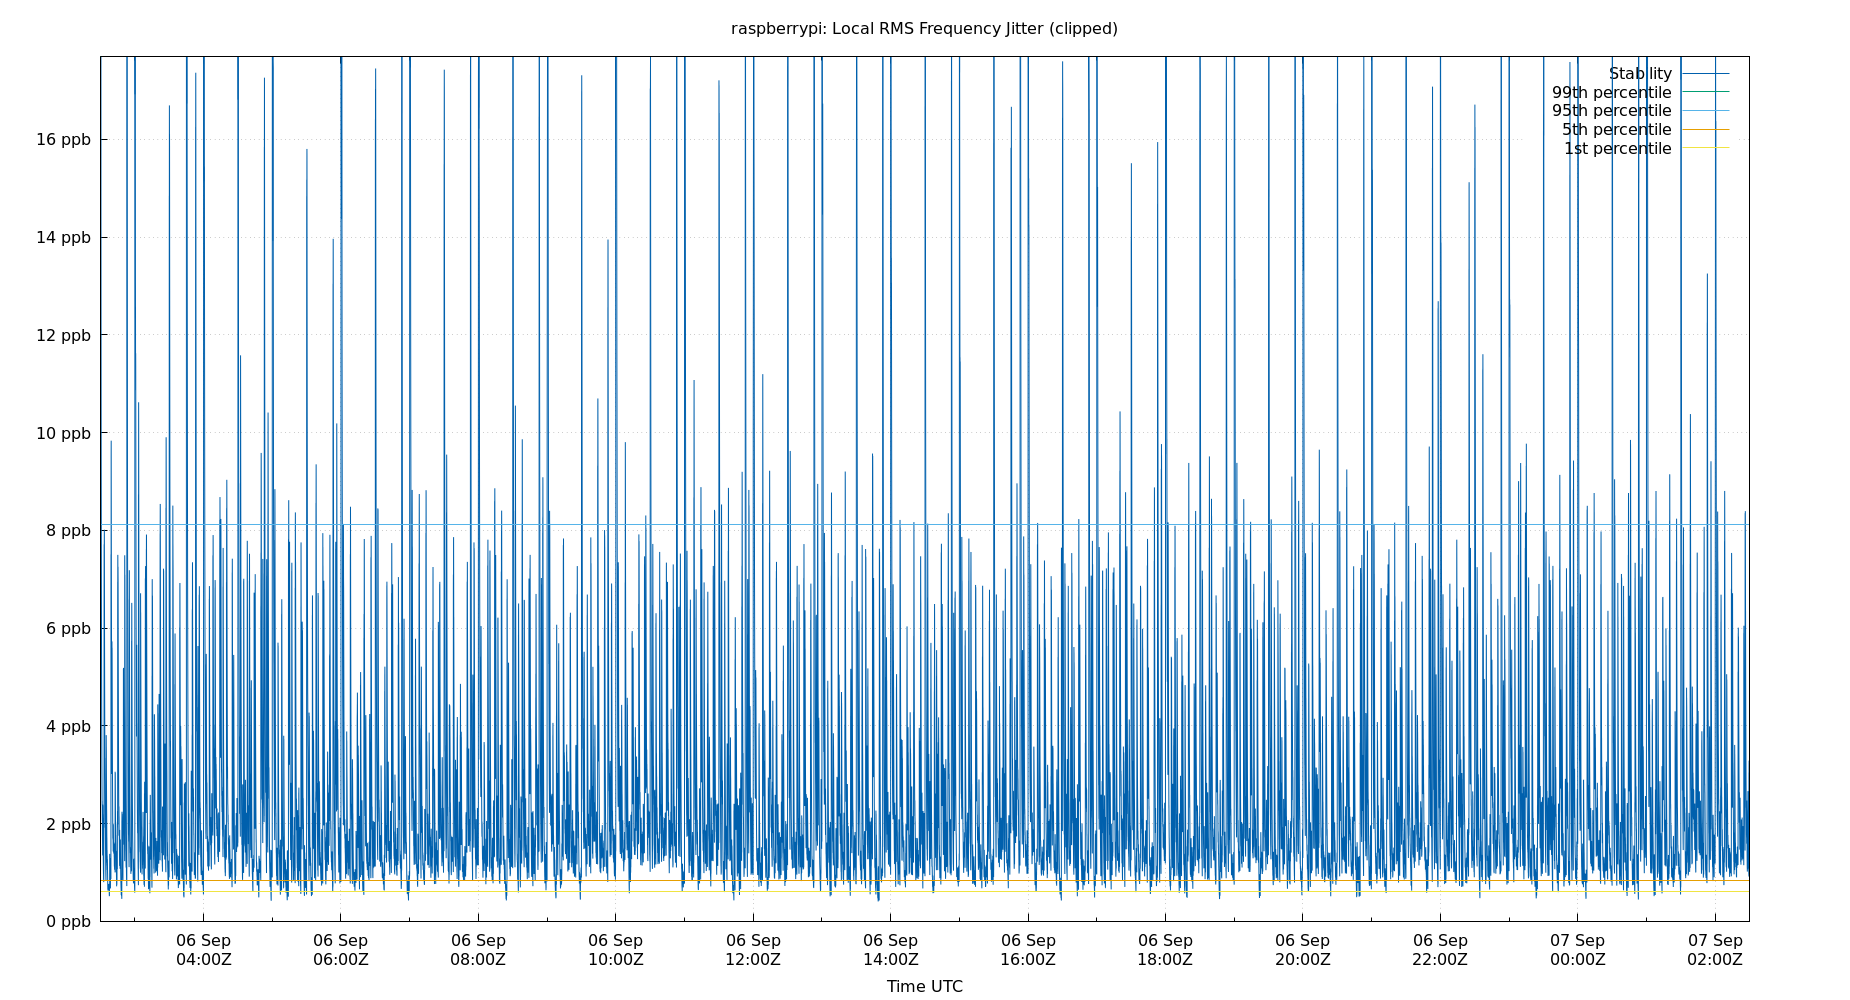 raspberrypi: Local RMS Frequency Jitter (clipped)
Stability
99th percentile
95th percentile
5th percentile
1st percentile
16 ppb
14 ppb
12 ppb
10 ppb
8 ppb
6 ppb
4 ppb
2 ppb
0 ppb
06 Sep 06 Sep 06 Sep 06 Sep 06 Sep 06 Sep 06 Sep 06 Sep 06 Sep 06 Sep 07 Sep 07 Sep
04:00Z 06:00Z 08:00Z 10:00Z 12:00Z 14:00Z 16:00Z 18:00Z 20:00Z 22:00Z 00:00Z 02:00Z
Time UTC